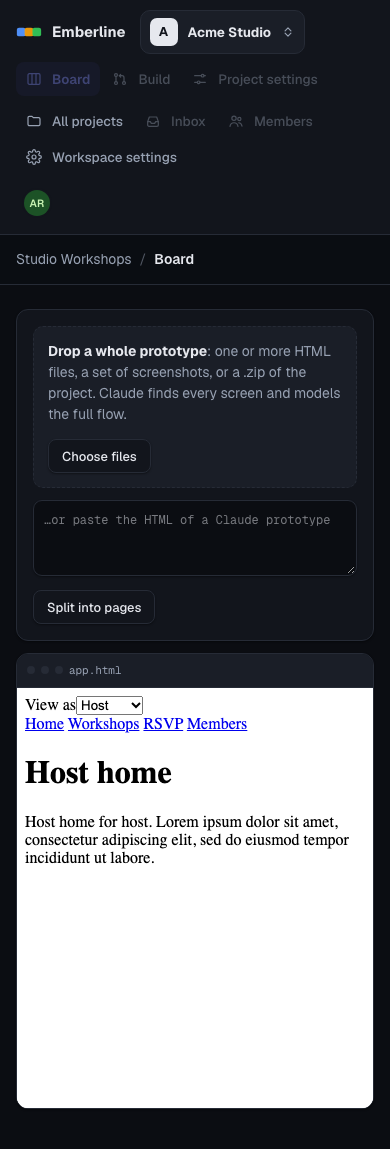 Emberline
A Acme Studio
Board Build Project settings
All projects Inbox Members
Workspace settings
AR
Studio Workshops / Board
Drop a whole prototype: one or more HTML
files, a set of screenshots, or a .zip of the
project. Claude finds every screen and models
the full flow.
Choose files
…or paste the HTML of a Claude prototype
Split into pages
app.html
View as Host
Home Workshops RSVP Members
Host home
Host home for host. Lorem ipsum dolor sit amet,
consectetur adipiscing elit, sed do eiusmod tempor
incididunt ut labore.